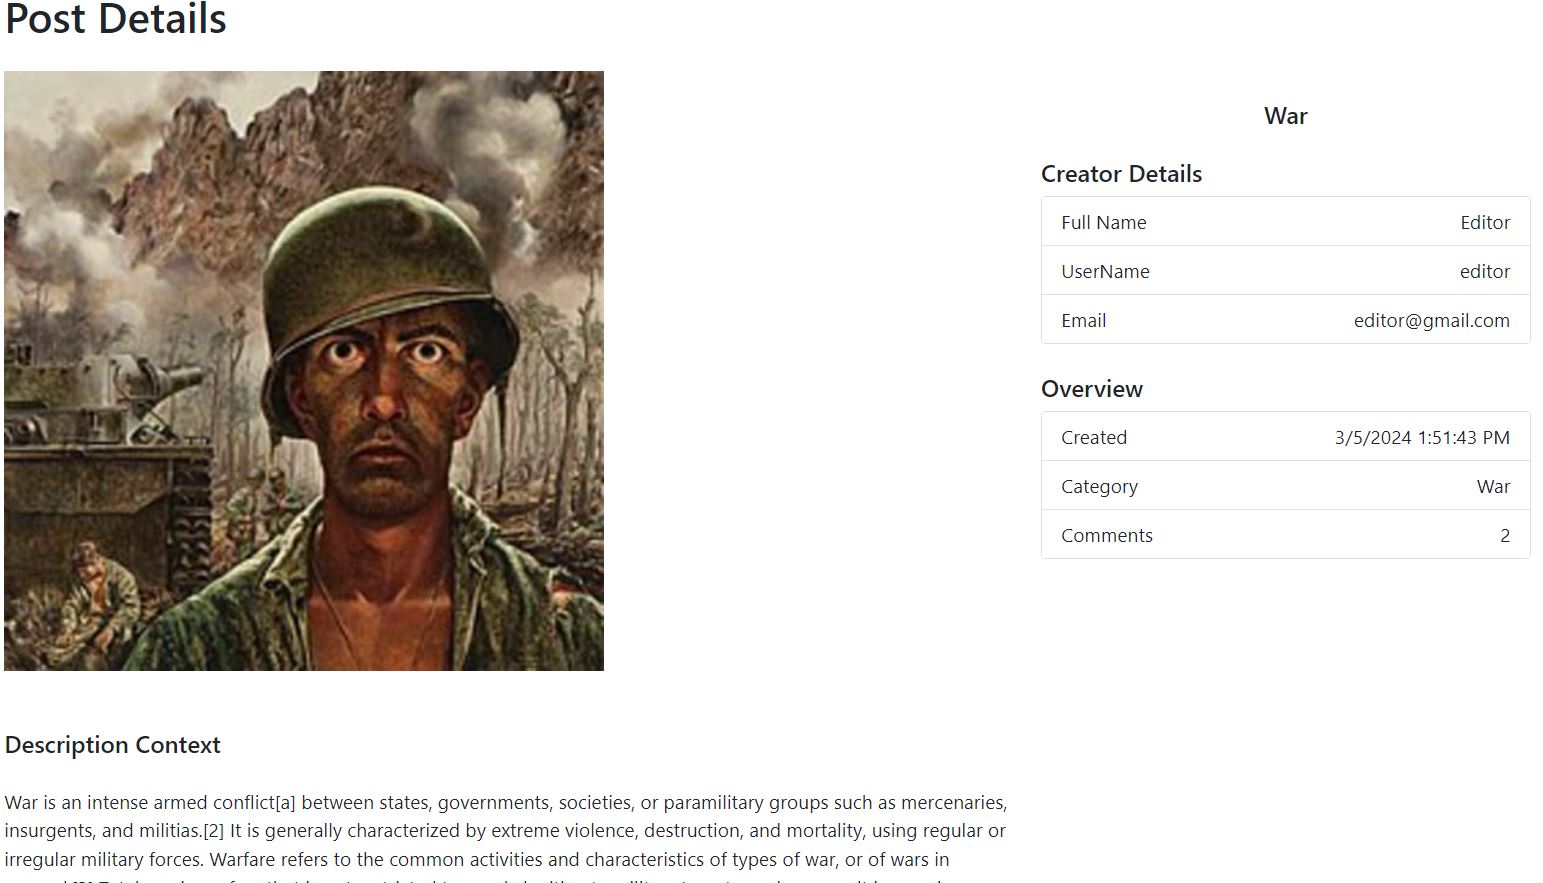 Post Details
War
Creator Details
Full Name Editor
UserName editor
Email editor@gmail.com
Overview
Created 3/5/2024 1:51:43 PM
Category War
Comments 2
Description Context
War is an intense armed conflict[a] between states, governments, societies, or paramilitary groups such as mercenaries,
insurgents, and militias.[2] It is generally characterized by extreme violence, destruction, and mortality, using regular or
irregular military forces. Warfare refers to the common activities and characteristics of types of war, or of wars in